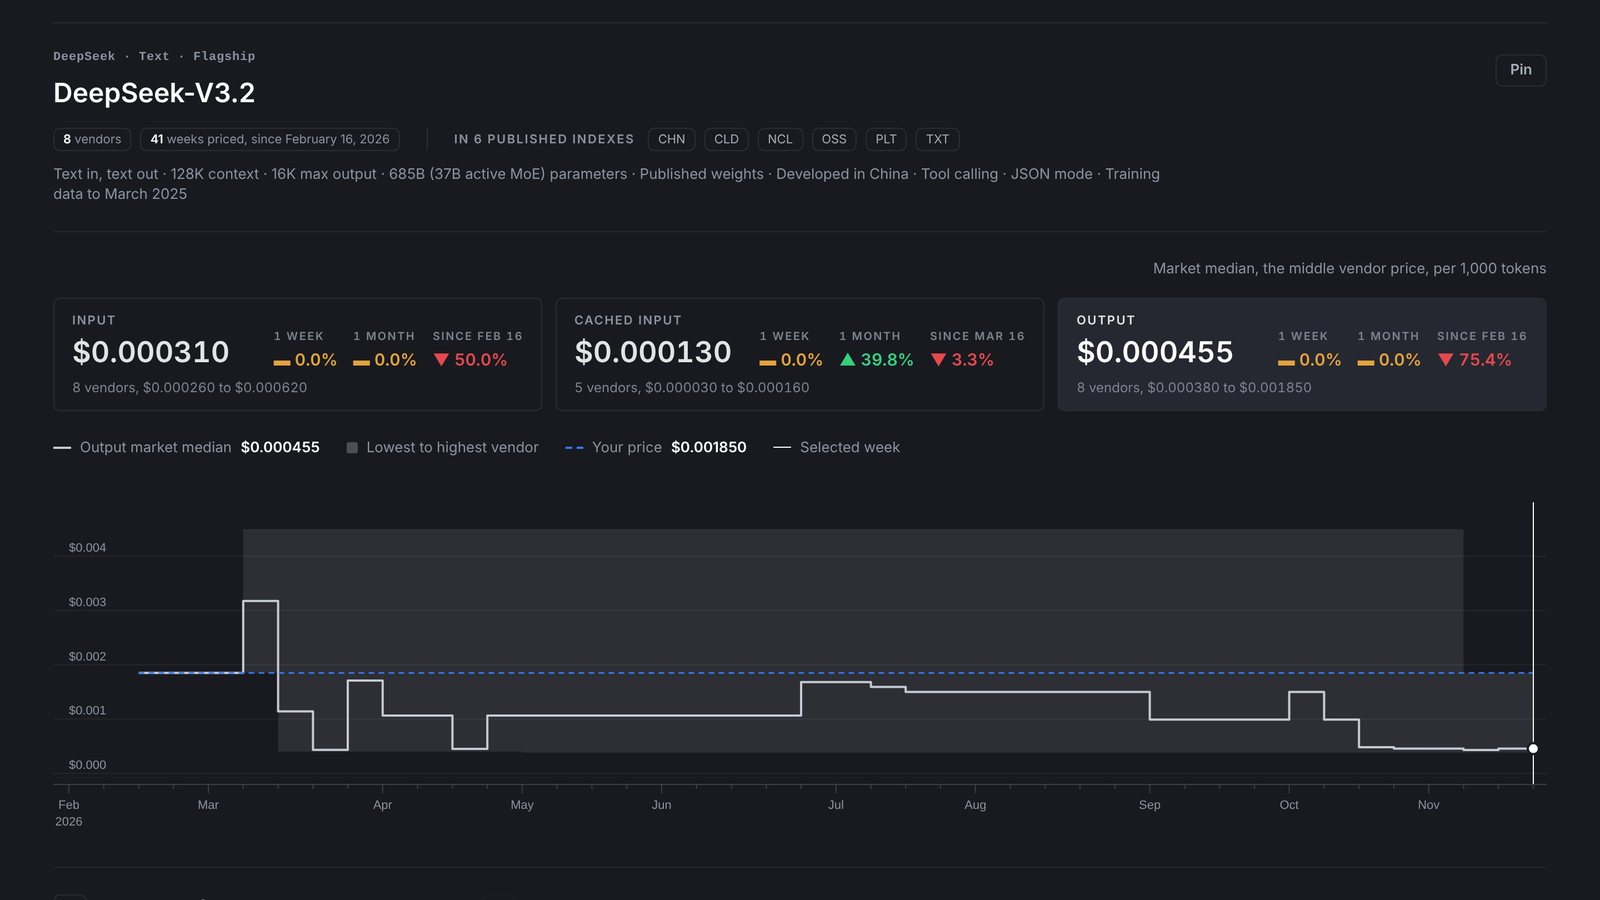 DeepSeek · Text · Flagship
DeepSeek-V3.2
Pin
8 vendors
41 weeks priced, since February 16, 2026
IN 6 PUBLISHED INDEXES
CHN
CLD
NCL
OSS
PLT
TXT
Text in, text out · 128K context · 16K max output · 685B (37B active MoE) parameters · Published weights · Developed in China · Tool calling · JSON mode · Training
data to March 2025
Market median, the middle vendor price, per 1,000 tokens
INPUT
$0.000310
1 WEEK
0.0%
1 MONTH
0.0%
SINCE FEB 16
50.0%
8 vendors, $0.000260 to $0.000620
CACHED INPUT
$0.000130
1 WEEK
0.0%
1 MONTH
39.8%
SINCE MAR 16
3.3%
5 vendors, $0.000030 to $0.000160
OUTPUT
$0.000455
1 WEEK
0.0%
1 MONTH
0.0%
SINCE FEB 16
75.4%
8 vendors, $0.000380 to $0.001850
Output market median $0.000455
Lowest to highest vendor
Your price $0.001850
Selected week
$0.004
$0.003
$0.002
$0.001
$0.000
Feb
2026
Mar
Apr
May
Jun
Jul
Aug
Sep
Oct
Nov